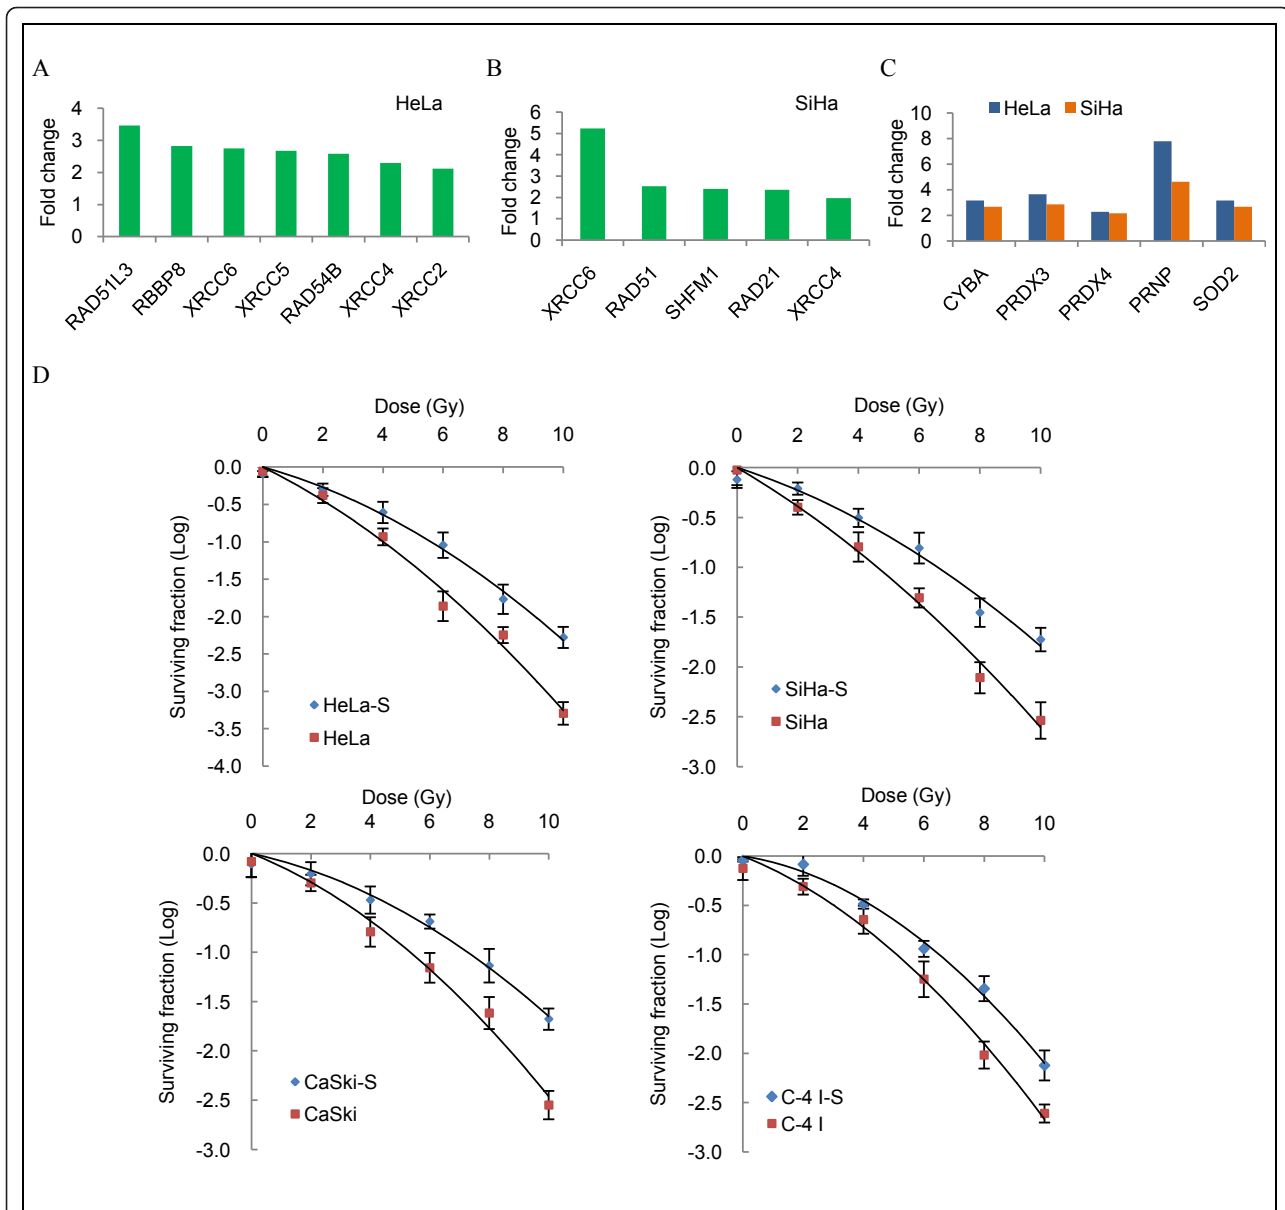 A
HeLa
Fold change
4
3
2
1
0
RAD51L3
RBBP8
XRCC6
XRCC5
RAD54B
XRCC4
XRCC2
B
SiHa
Fold change
6
5
4
3
2
1
0
XRCC6
RAD51
SHFM1
RAD21
XRCC4
C
HeLa SiHa
Fold change
10
8
6
4
2
0
CYBA
PRDX3
PRDX4
PRNP
SOD2
D
Dose (Gy)
0 2 4 6 8 10
Surviving fraction (Log)
0.0
-0.5
-1.0
-1.5
-2.0
-2.5
-3.0
-3.5
-4.0
HeLa-S
HeLa
Dose (Gy)
0 2 4 6 8 10
Surviving fraction (Log)
0.0
-0.5
-1.0
-1.5
-2.0
-2.5
-3.0
SiHa-S
SiHa
Dose (Gy)
0 2 4 6 8 10
Surviving fraction (Log)
0.0
-0.5
-1.0
-1.5
-2.0
-2.5
-3.0
CaSki-S
CaSki
Dose (Gy)
0 2 4 6 8 10
Surviving fraction (Log)
0.0
-0.5
-1.0
-1.5
-2.0
-2.5
-3.0
C-4 I-S
C-4 I